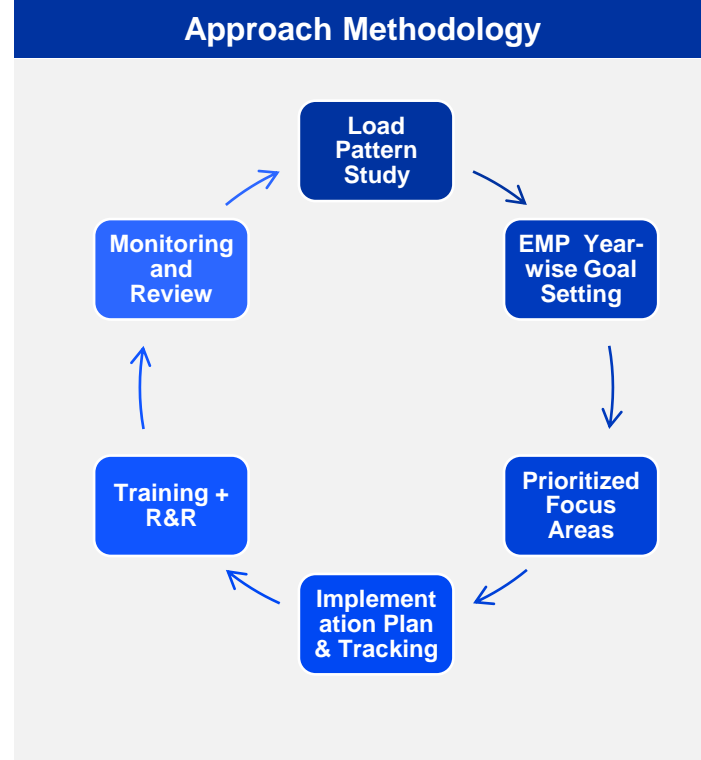 Approach Methodology
Load
Pattern
Study
EMP Year-
wise Goal
Setting
Prioritized
Focus
Areas
Implement
ation Plan
& Tracking
Training +
R&R
Monitoring
and
Review